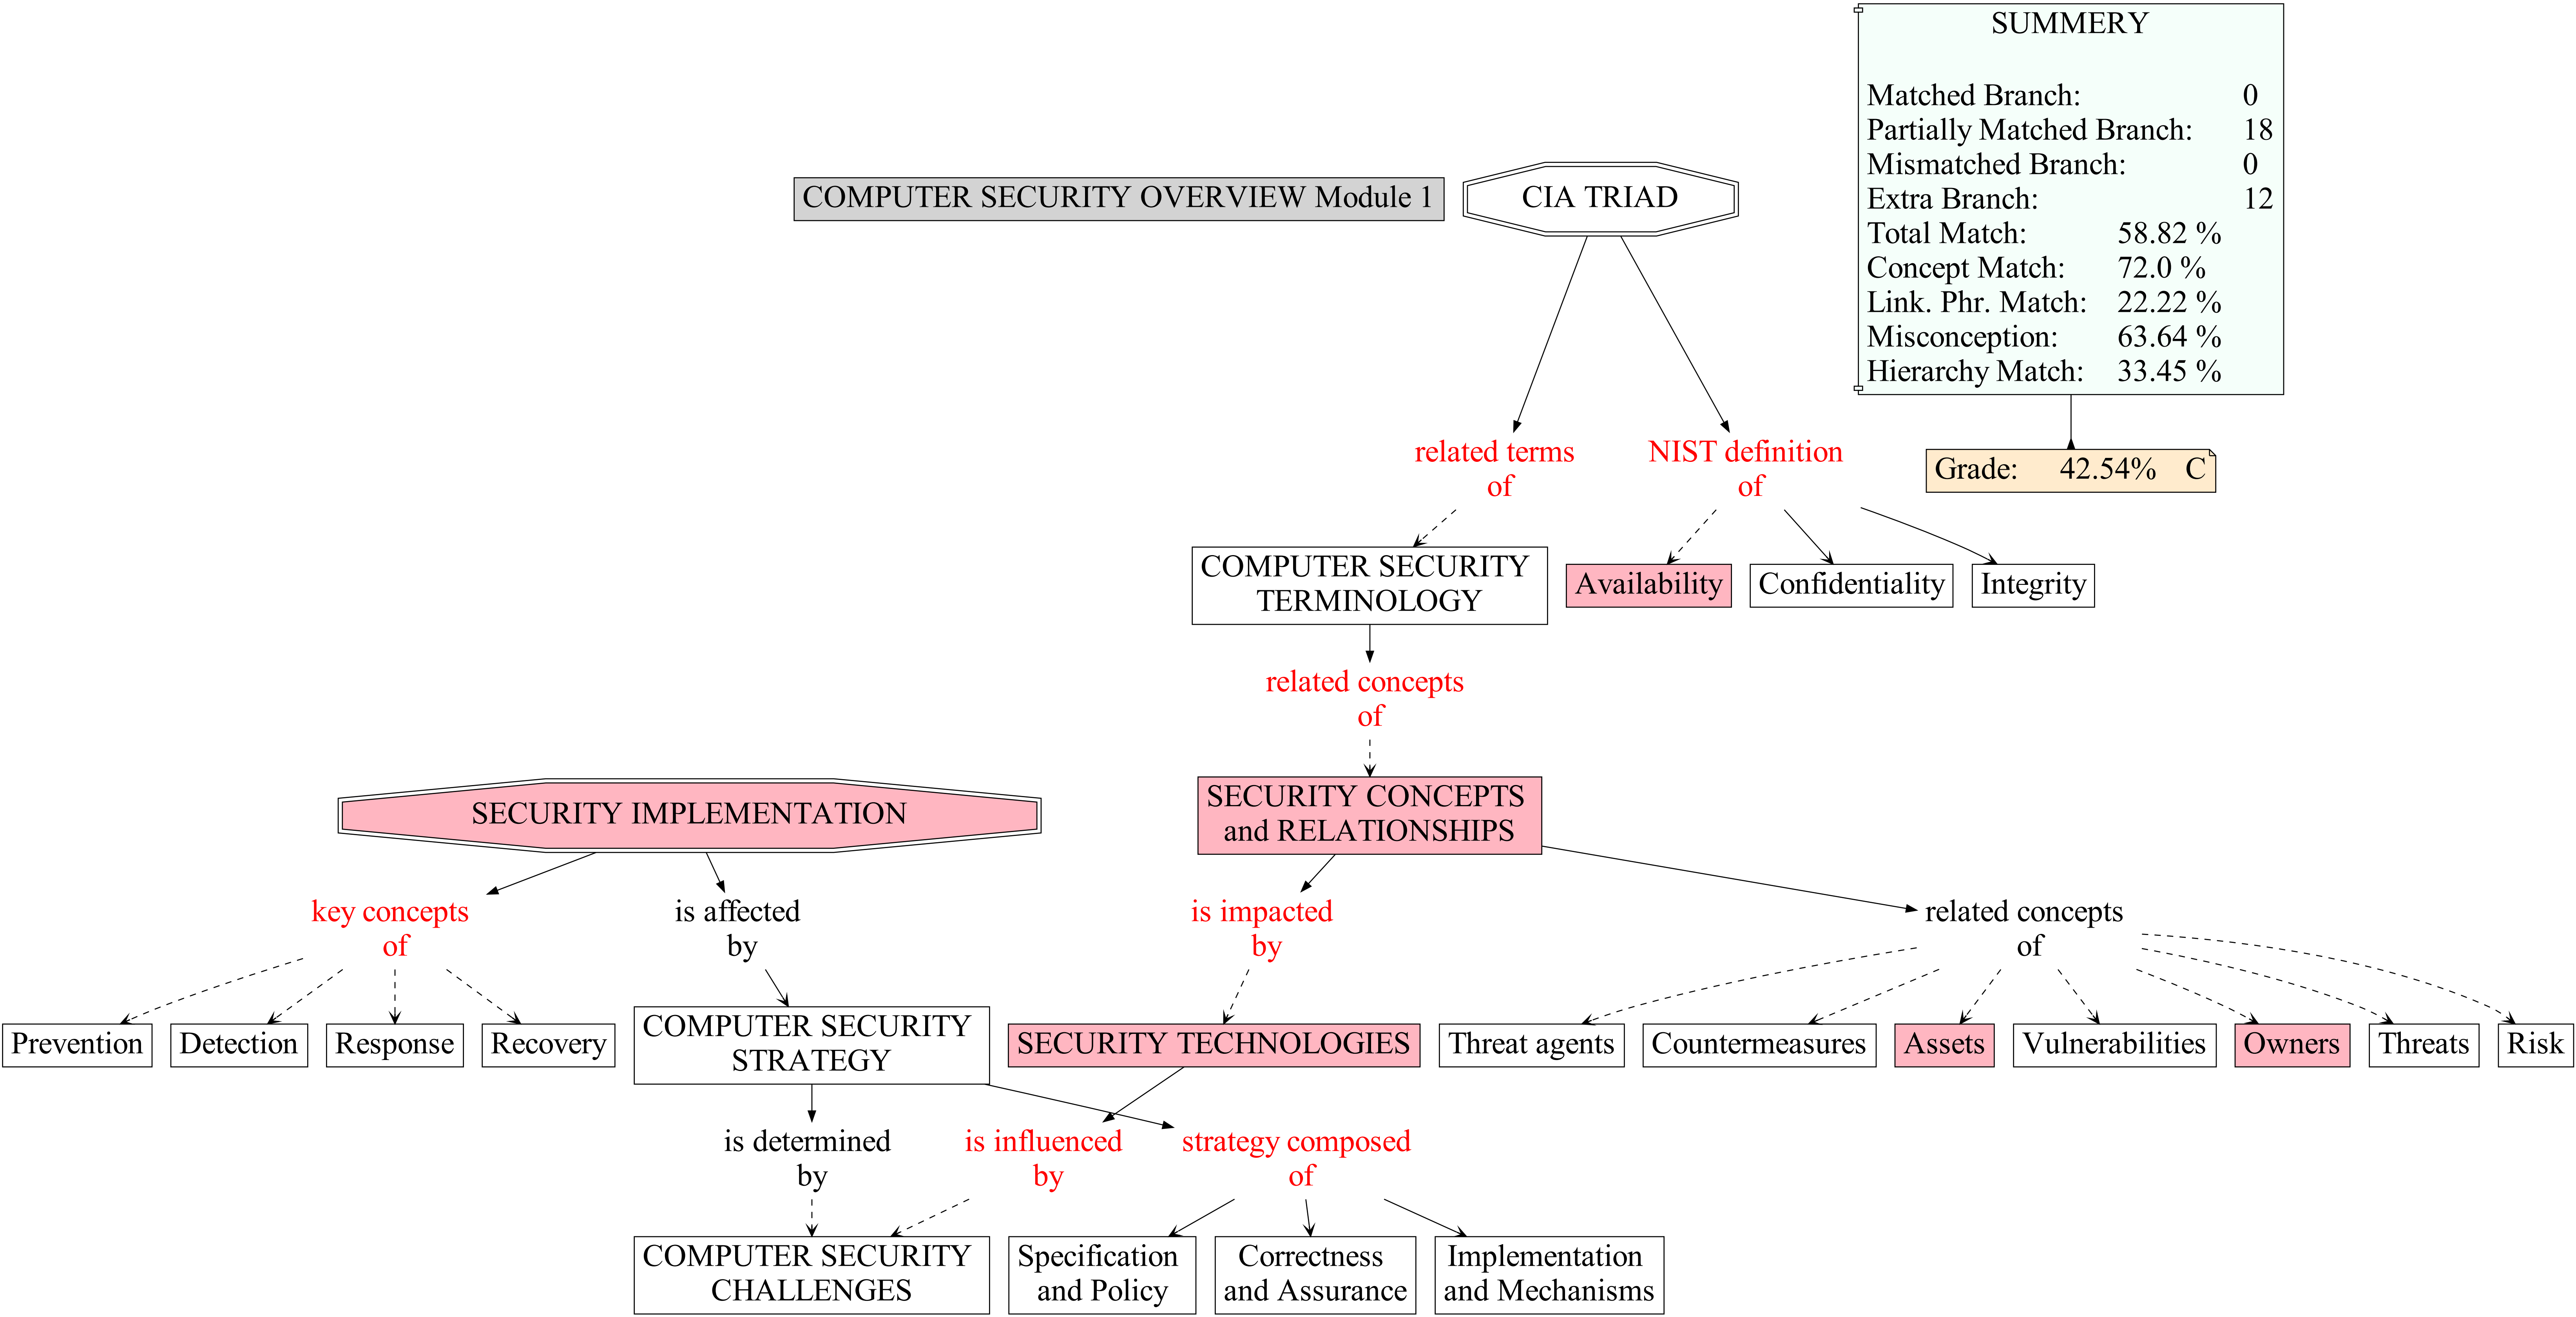 SUMMERY
Matched Branch: 0
Partially Matched Branch: 18
Mismatched Branch: 0
Extra Branch: 12
Total Match: 58.82 %
Concept Match: 72.0 %
Link. Phr. Match: 22.22 %
Misconception: 63.64 %
Hierarchy Match: 33.45 %
Grade: 42.54% C
COMPUTER SECURITY OVERVIEW Module 1
CIA TRIAD
related terms
of
NIST definition
of
COMPUTER SECURITY
TERMINOLOGY
Availability
Confidentiality
Integrity
related concepts
of
SECURITY IMPLEMENTATION
SECURITY CONCEPTS
and RELATIONSHIPS
key concepts
of
is affected
by
is impacted
by
related concepts
of
Prevention
Detection
Response
Recovery
COMPUTER SECURITY
STRATEGY
SECURITY TECHNOLOGIES
Threat agents
Countermeasures
Assets
Vulnerabilities
Owners
Threats
Risk
is determined
by
is influenced
by
strategy composed
of
COMPUTER SECURITY
CHALLENGES
Specification
and Policy
Correctness
and Assurance
Implementation
and Mechanisms